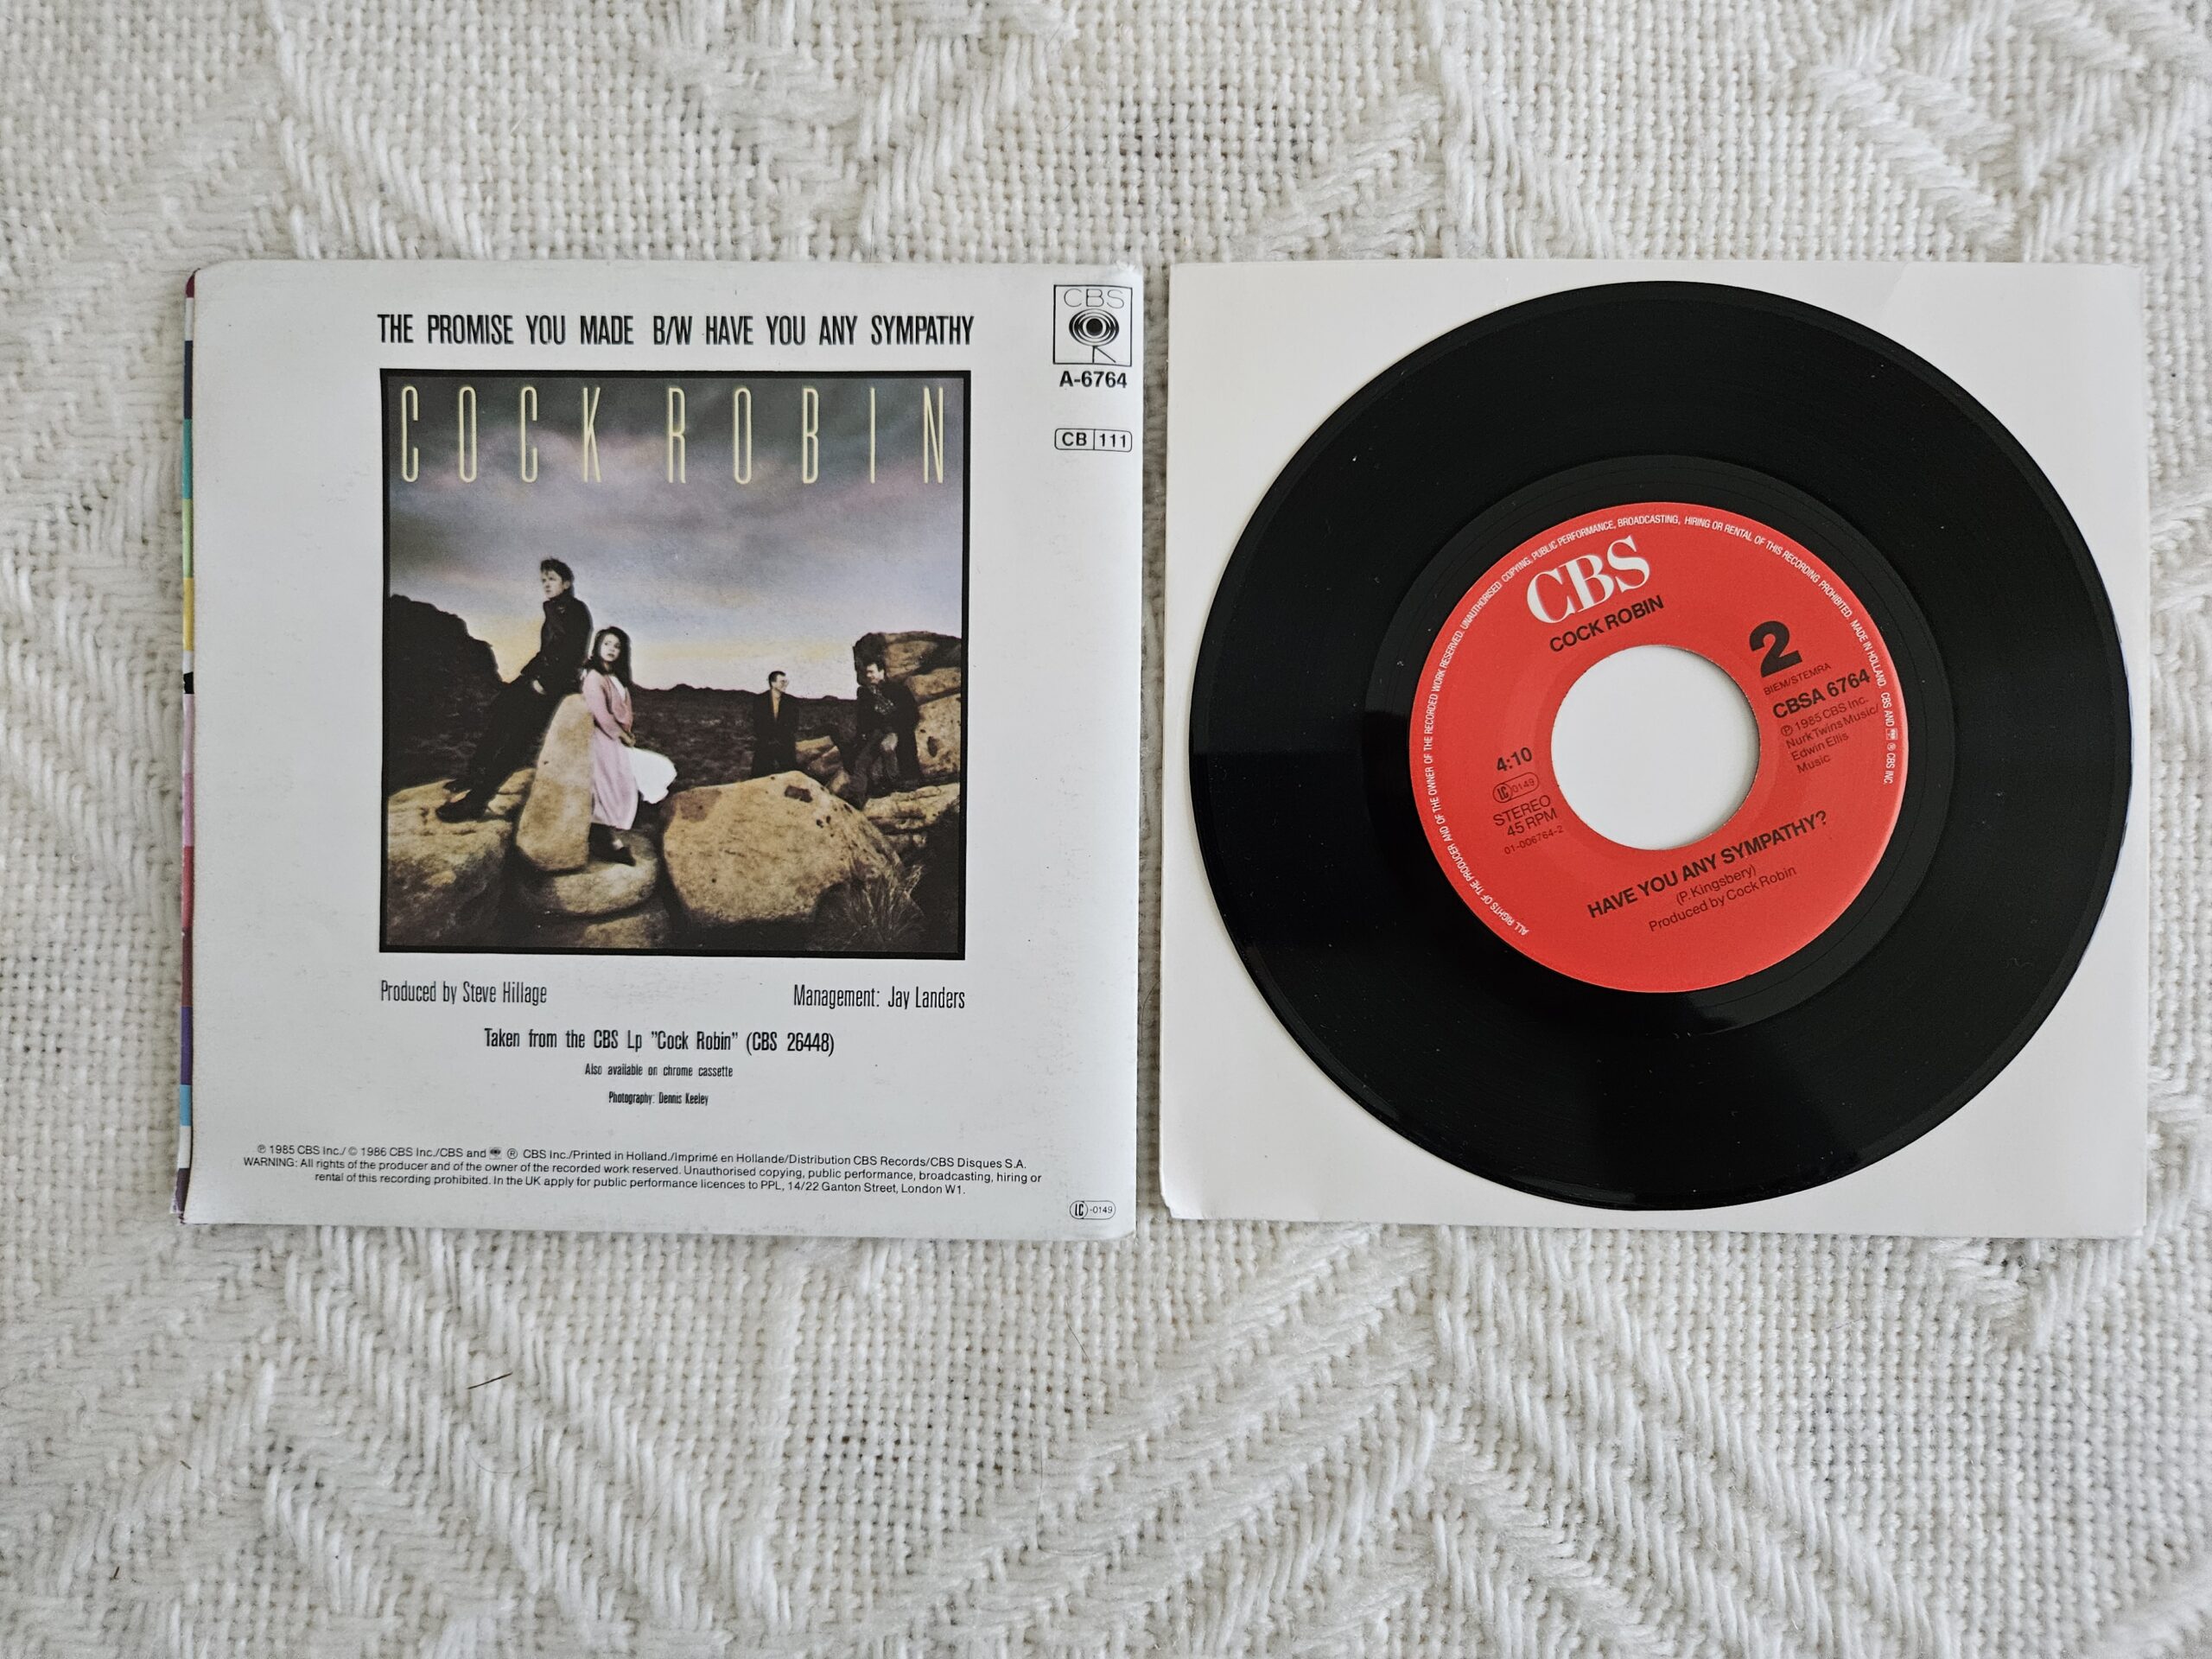 THE PROMISE YOU MADE B/W HAVE YOU ANY SYMPATHY
CBS
A-6764
CB 111
COCK ROBIN
Produced by Steve Hillage
Management: Jay Landers
Taken from the CBS Lp "Cock Robin" (CBS 26448)
Also available on chrome cassette
Photography: Dennis Keeley
℗ 1985 CBS Inc./ © 1986 CBS Inc./CBS and ® CBS Inc./Printed in Holland./Imprimé en Hollande/Distribution CBS Records/CBS Disques S.A.
WARNING: All rights of the producer and of the owner of the recorded work reserved. Unauthorised copying, public performance, broadcasting, hiring or
rental of this recording prohibited. In the UK apply for public performance licences to PPL, 14/22 Ganton Street, London W1.
LC -0149
ALL RIGHTS OF THE PRODUCER AND OF THE OWNER OF THE RECORDED WORK RESERVED. UNAUTHORISED COPYING, PUBLIC PERFORMANCE, BROADCASTING, HIRING OR RENTAL OF THIS RECORDING PROHIBITED. MADE IN HOLLAND. CBS AND ® CBS INC.
CBS
COCK ROBIN
2
BIEM/STEMRA
CBSA 6764
℗ 1985 CBS Inc.
Nurk Twins Music/
Edwin Ellis
Music
4:10
LC 0149
STEREO
45 RPM
01-006764-2
HAVE YOU ANY SYMPATHY?
(P. Kingsbery)
Produced by Cock Robin